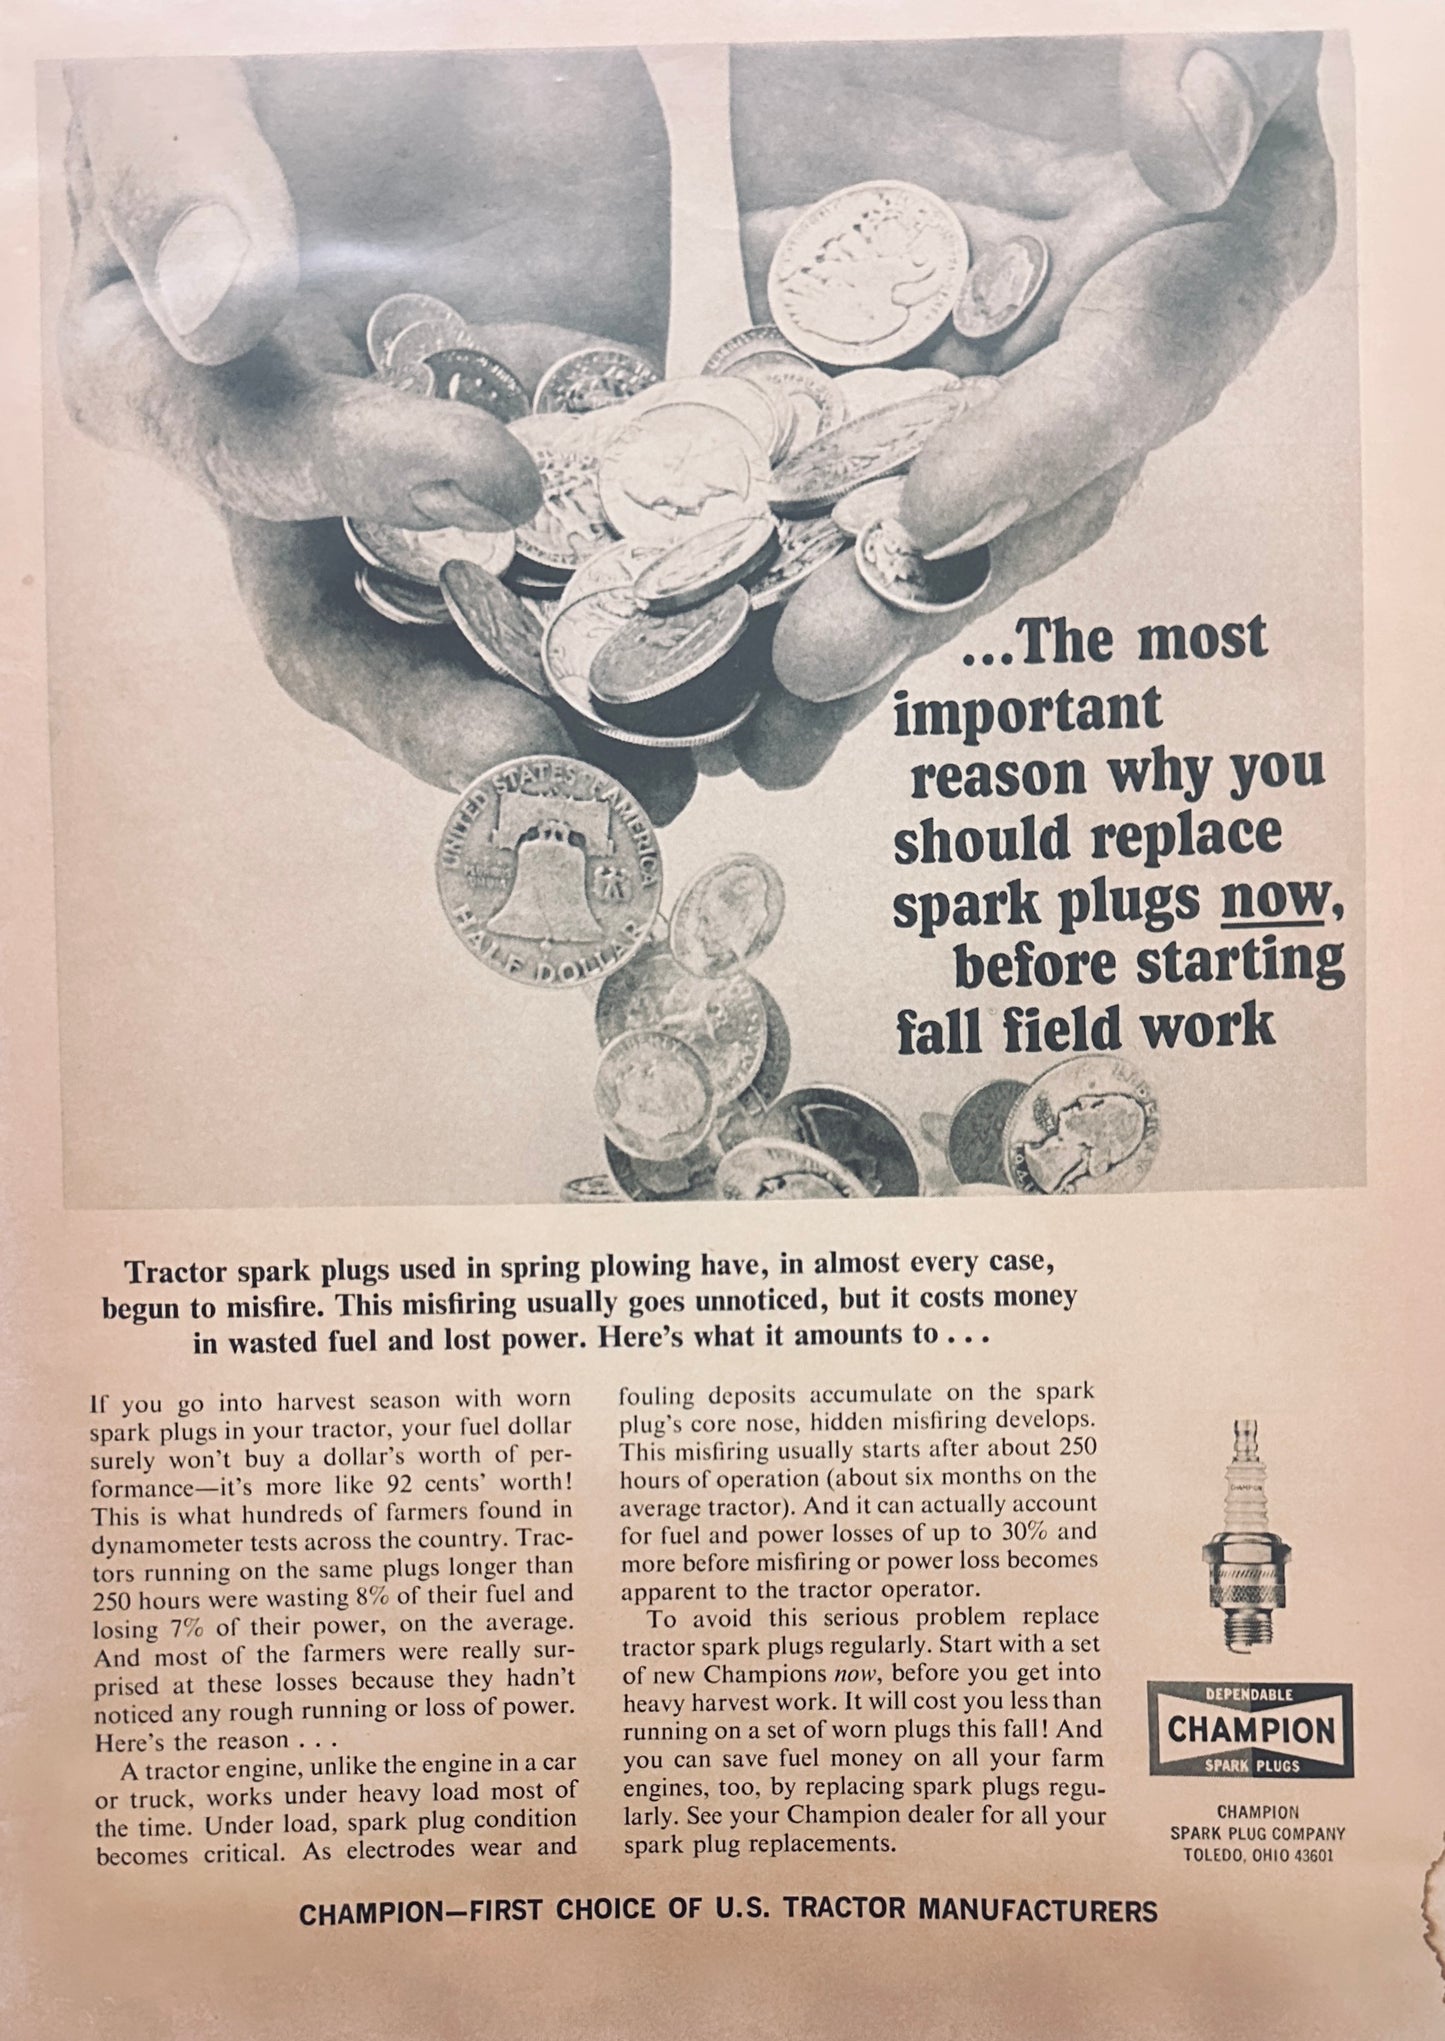 UNITED STATES OF AMERICA
HALF DOLLAR
...The most
important
reason why you
should replace
spark plugs now,
before starting
fall field work
Tractor spark plugs used in spring plowing have, in almost every case,
begun to misfire. This misfiring usually goes unnoticed, but it costs money
in wasted fuel and lost power. Here's what it amounts to . . .
If you go into harvest season with worn
spark plugs in your tractor, your fuel dollar
surely won't buy a dollar's worth of per-
formance—it's more like 92 cents' worth!
This is what hundreds of farmers found in
dynamometer tests across the country. Trac-
tors running on the same plugs longer than
250 hours were wasting 8% of their fuel and
losing 7% of their power, on the average.
And most of the farmers were really sur-
prised at these losses because they hadn't
noticed any rough running or loss of power.
Here's the reason . . .
A tractor engine, unlike the engine in a car
or truck, works under heavy load most of
the time. Under load, spark plug condition
becomes critical. As electrodes wear and
fouling deposits accumulate on the spark
plug's core nose, hidden misfiring develops.
This misfiring usually starts after about 250
hours of operation (about six months on the
average tractor). And it can actually account
for fuel and power losses of up to 30% and
more before misfiring or power loss becomes
apparent to the tractor operator.
To avoid this serious problem replace
tractor spark plugs regularly. Start with a set
of new Champions now, before you get into
heavy harvest work. It will cost you less than
running on a set of worn plugs this fall! And
you can save fuel money on all your farm
engines, too, by replacing spark plugs regu-
larly. See your Champion dealer for all your
spark plug replacements.
CHAMPION
DEPENDABLE
CHAMPION
SPARK PLUGS
CHAMPION
SPARK PLUG COMPANY
TOLEDO, OHIO 43601
CHAMPION—FIRST CHOICE OF U.S. TRACTOR MANUFACTURERS